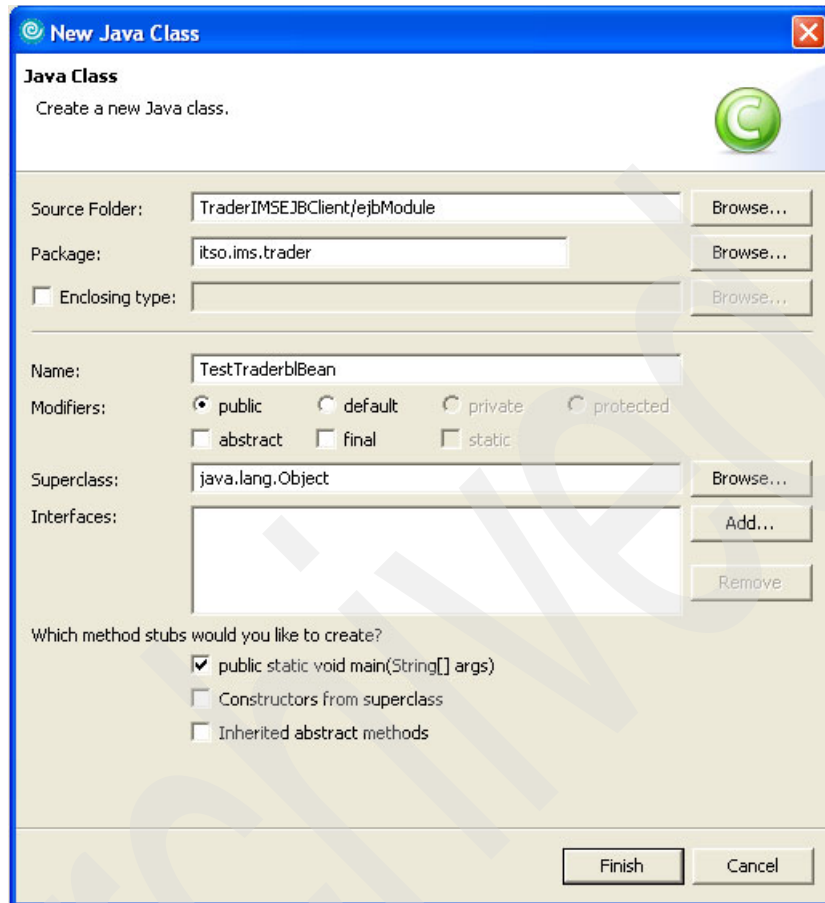 New Java Class
Java Class
Create a new Java class.
Source Folder: TraderIMSEJBClient/ejbModule Browse...
Package: itso.ims.trader Browse...
Enclosing type: Browse...
Name: TestTraderblBean
Modifiers: public default private protected
abstract final static
Superclass: java.lang.Object Browse...
Interfaces: Add...
Remove
Which method stubs would you like to create?
public static void main(String[] args)
Constructors from superclass
Inherited abstract methods
Finish Cancel